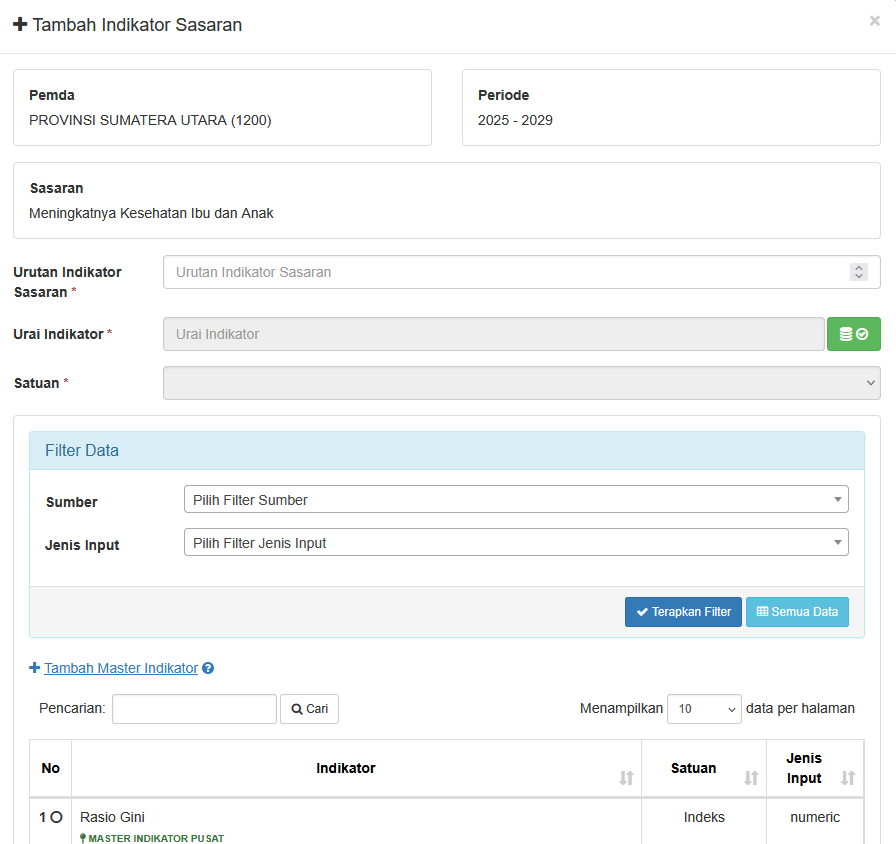 Tambah Indikator Sasaran
×
Pemda
PROVINSI SUMATERA UTARA (1200)
Periode
2025 - 2029
Sasaran
Meningkatnya Kesehatan Ibu dan Anak
Urutan Indikator
Sasaran *
Urutan Indikator Sasaran
Urai Indikator *
Urai Indikator
Satuan *
Filter Data
Sumber
Pilih Filter Sumber
Jenis Input
Pilih Filter Jenis Input
Terapkan Filter
Semua Data
Tambah Master Indikator
Pencarian:
Cari
Menampilkan 10 data per halaman
No
Indikator
Satuan
Jenis
Input
1
Rasio Gini
Indeks
numeric
MASTER INDIKATOR PUSAT